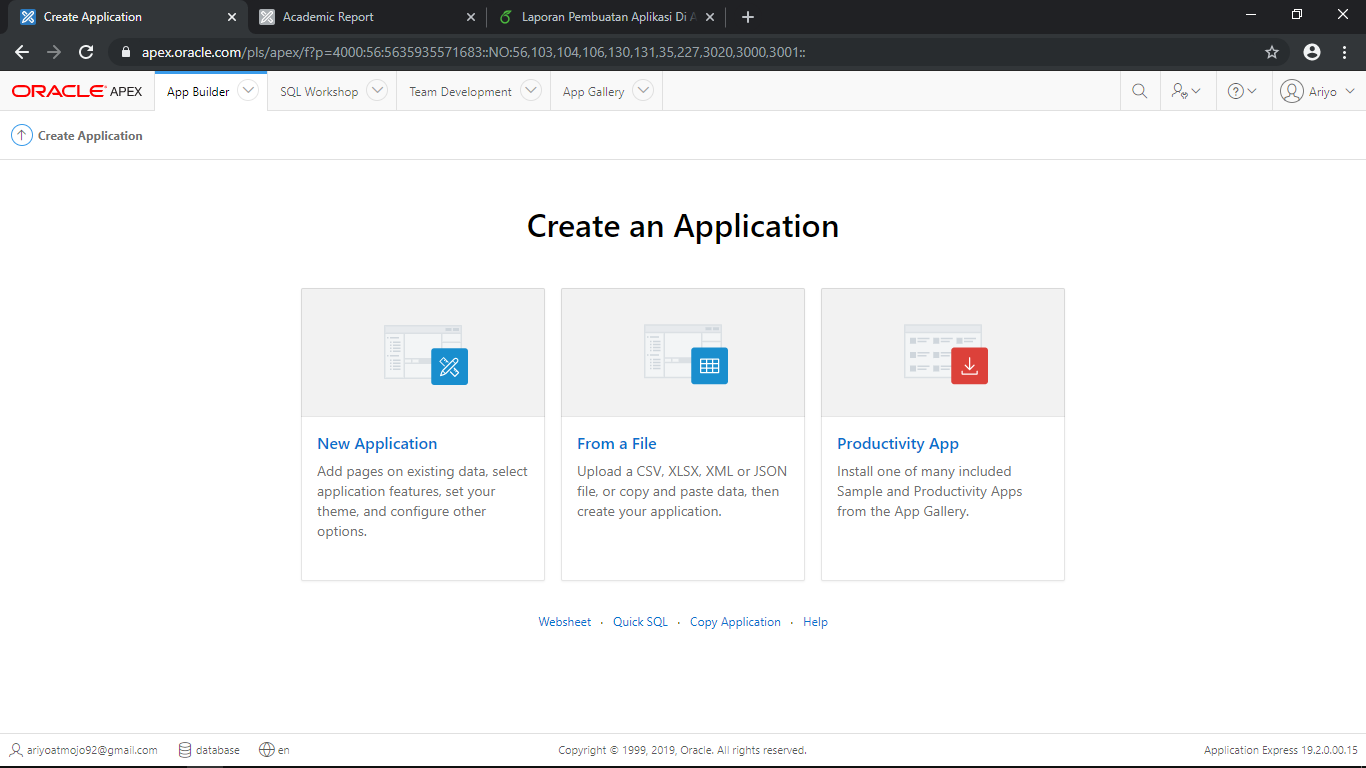 Create Application
Academic Report
Laporan Pembuatan Aplikasi Di A
apex.oracle.com/pls/apex/f?p=4000:56:5635935571683::NO:56,103,104,106,130,131,35,227,3020,3000,3001::
ORACLE APEX
App Builder
SQL Workshop
Team Development
App Gallery
Ariyo
Create Application
Create an Application
New Application
Add pages on existing data, select
application features, set your
theme, and configure other
options.
From a File
Upload a CSV, XLSX, XML or JSON
file, or copy and paste data, then
create your application.
Productivity App
Install one of many included
Sample and Productivity Apps
from the App Gallery.
Websheet · Quick SQL · Copy Application · Help
ariyoatmojo92@gmail.com
database
en
Copyright © 1999, 2019, Oracle. All rights reserved.
Application Express 19.2.0.00.15